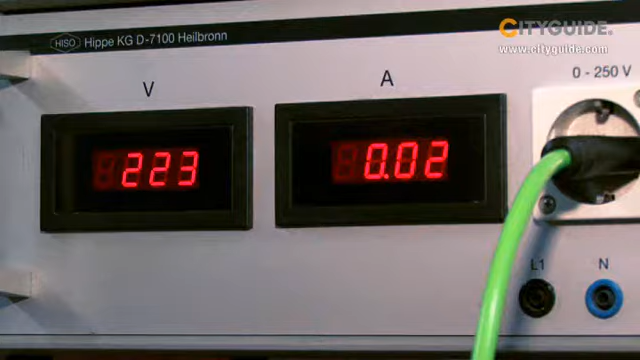 CITYGUIDE.
www.cityguide.com
HISO Hippe KG D-7100 Heilbronn
V
A
0 - 250 V
223
0.02
L1
N